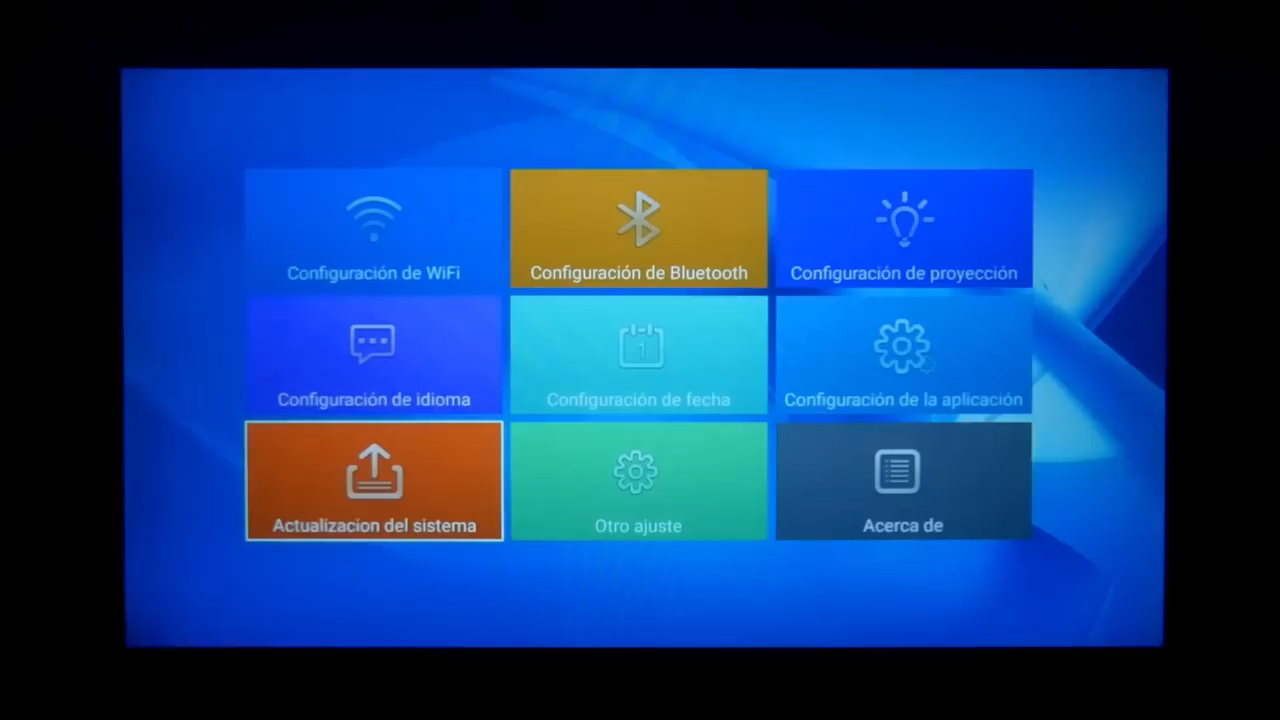 Configuración de WiFi
Configuración de Bluetooth
Configuración de proyección
Configuración de idioma
1
Configuración de fecha
Configuración de la aplicación
Actualizacion del sistema
Otro ajuste
Acerca de